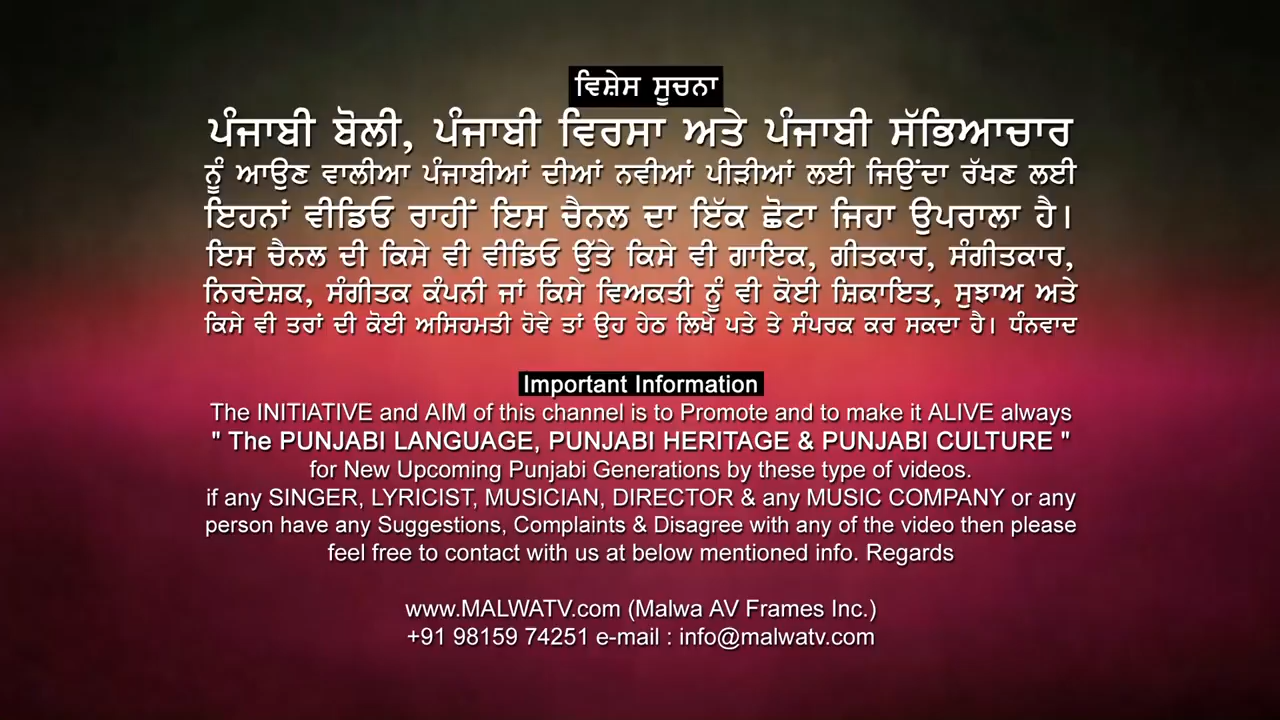 ਵਿਸ਼ੇਸ ਸੂਚਨਾ
ਪੰਜਾਬੀ ਬੋਲੀ, ਪੰਜਾਬੀ ਵਿਰਸਾ ਅਤੇ ਪੰਜਾਬੀ ਸੱਭਿਆਚਾਰ
ਨੂੰ ਆਉਣ ਵਾਲੀਆ ਪੰਜਾਬੀਆਂ ਦੀਆਂ ਨਵੀਆਂ ਪੀੜੀਆਂ ਲਈ ਜਿਉਂਦਾ ਰੱਖਣ ਲਈ
ਇਹਨਾਂ ਵੀਡਿਓ ਰਾਹੀਂ ਇਸ ਚੈਨਲ ਦਾ ਇੱਕ ਛੋਟਾ ਜਿਹਾ ਉਪਰਾਲਾ ਹੈ।
ਇਸ ਚੈਨਲ ਦੀ ਕਿਸੇ ਵੀ ਵੀਡਿਓ ਉੱਤੇ ਕਿਸੇ ਵੀ ਗਾਇਕ, ਗੀਤਕਾਰ, ਸੰਗੀਤਕਾਰ,
ਨਿਰਦੇਸ਼ਕ, ਸੰਗੀਤਕ ਕੰਪਨੀ ਜਾਂ ਕਿਸੇ ਵਿਅਕਤੀ ਨੂੰ ਵੀ ਕੋਈ ਸ਼ਿਕਾਇਤ, ਸੁਝਾਅ ਅਤੇ
ਕਿਸੇ ਵੀ ਤਰਾਂ ਦੀ ਕੋਈ ਅਸਿਹਮਤੀ ਹੋਵੇ ਤਾਂ ਉਹ ਹੇਠ ਲਿਖੇ ਪਤੇ ਤੇ ਸੰਪਰਕ ਕਰ ਸਕਦਾ ਹੈ। ਧੰਨਵਾਦ
Important Information
The INITIATIVE and AIM of this channel is to Promote and to make it ALIVE always
" The PUNJABI LANGUAGE, PUNJABI HERITAGE & PUNJABI CULTURE "
for New Upcoming Punjabi Generations by these type of videos.
if any SINGER, LYRICIST, MUSICIAN, DIRECTOR & any MUSIC COMPANY or any
person have any Suggestions, Complaints & Disagree with any of the video then please
feel free to contact with us at below mentioned info. Regards
www.MALWATV.com (Malwa AV Frames Inc.)
+91 98159 74251 e-mail : info@malwatv.com